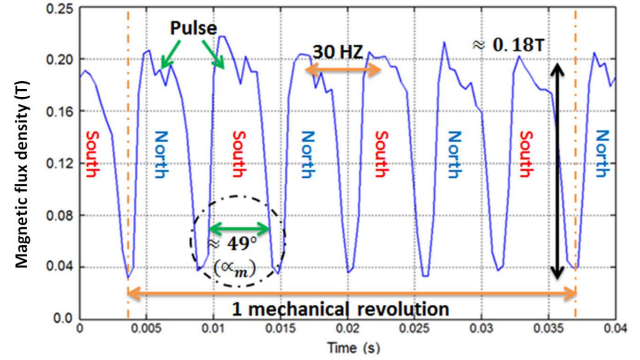 Pulse
30 HZ
≈ 0.18T
Magnetic flux density (T)
0.20
0.20
0.16
0.12
0.08
0.04
0.0
South
North
South
North
South
North
South
North
≈ 49°
(∝m)
1 mechanical revolution
0
0.005
0.01
0.015
0.02
0.025
0.03
0.035
0.04
Time (s)